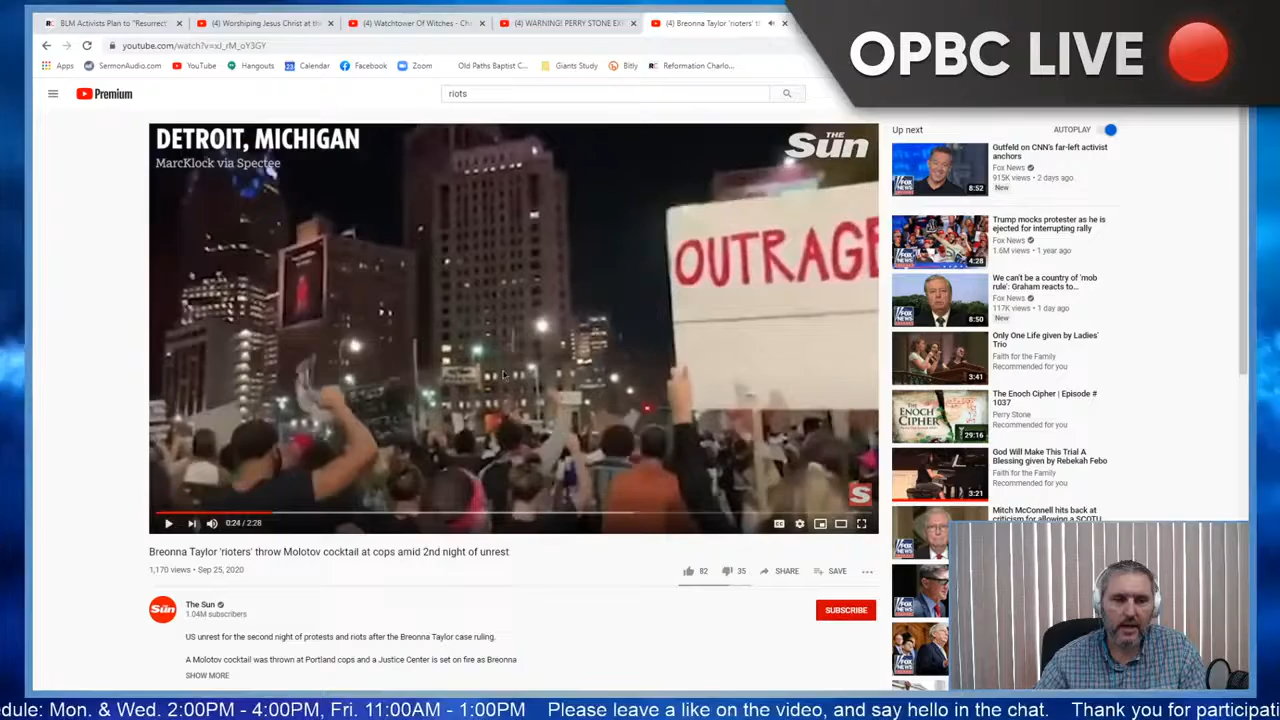 BLM Activists Plan to "Resurrect
(4) Worshiping Jesus Christ at th
(4) Watchtower Of Witches - Ch
(4) WARNING! PERRY STONE EX
(4) Breonna Taylor 'rioters' th
OPBC LIVE
youtube.com/watch?v=xJ_rM_oY3GY
Apps
SermonAudio.com
YouTube
Hangouts
Calendar
Facebook
Zoom
Old Paths Baptist C...
Giants Study
Bitly
Reformation Charlo...
Premium
riots
DETROIT, MICHIGAN
MarcKlock via Spectee
THE Sun
OUTRAGE
0:24 / 2:28
Breonna Taylor 'rioters' throw Molotov cocktail at cops amid 2nd night of unrest
1,170 views • Sep 25, 2020
82
35
SHARE
SAVE
The Sun
1.04M subscribers
SUBSCRIBE
US unrest for the second night of protests and riots after the Breonna Taylor case ruling.
A Molotov cocktail was thrown at Portland cops and a Justice Center is set on fire as Breonna
SHOW MORE
Up next
AUTOPLAY
Gutfeld on CNN's far-left activist
anchors
Fox News
915K views • 2 days ago
New
8:52
Trump mocks protester as he is
ejected for interrupting rally
Fox News
1.6M views • 1 year ago
4:28
We can't be a country of 'mob
rule': Graham reacts to...
Fox News
117K views • 1 day ago
New
8:50
Only One Life given by Ladies'
Trio
Faith for the Family
Recommended for you
3:41
The Enoch Cipher | Episode #
1037
Perry Stone
Recommended for you
THE ENOCH CIPHER
29:16
God Will Make This Trial A
Blessing given by Rebekah Febo
Faith for the Family
Recommended for you
3:21
Mitch McConnell hits back at
criticism for allowing a SCOTU
dule: Mon. & Wed. 2:00PM - 4:00PM, Fri. 11:00AM - 1:00PM Please leave a like on the video, and say hello in the chat. Thank you for participati